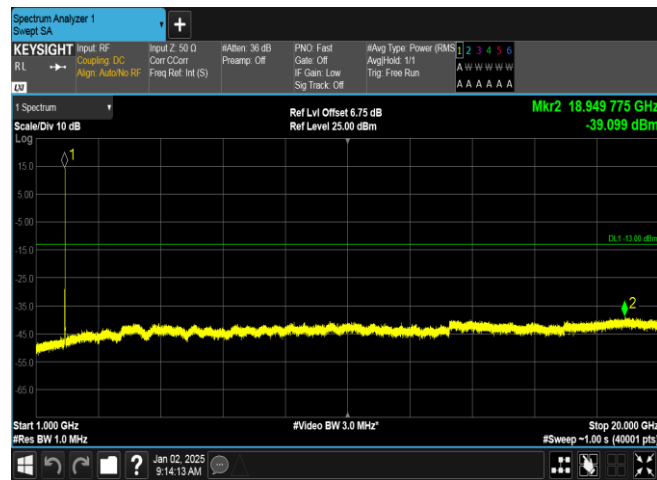 Spectrum Analyzer 1
Swept SA
+
KEYSIGHT
RL
LXI
Input: RF
Coupling: DC
Align: Auto/No RF
Input Z: 50 Ω
Corr CCorr
Freq Ref: Int (S)
#Atten: 36 dB
Preamp: Off
PNO: Fast
Gate: Off
IF Gain: Low
Sig Track: Off
#Avg Type: Power (RMS
Avg|Hold: 1/1
Trig: Free Run
1 2 3 4 5 6
A W W W W W
A A A A A A
1 Spectrum
Scale/Div 10 dB
Log
Ref Lvl Offset 6.75 dB
Ref Level 25.00 dBm
Mkr2 18.949 775 GHz
-39.099 dBm
1
15.0
5.00
-5.00
DL1 -13.00 dBm
-15.0
-25.0
2
-35.0
-45.0
-55.0
-65.0
Start 1.000 GHz
#Res BW 1.0 MHz
#Video BW 3.0 MHz*
Stop 20.000 GHz
#Sweep ~1.00 s (40001 pts)
?
Jan 02, 2025
9:14:13 AM